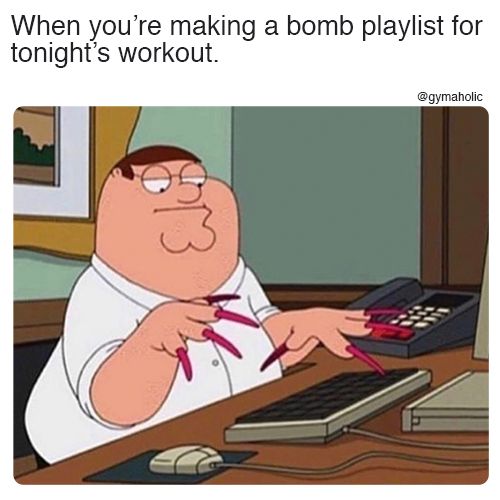 When you’re making a bomb playlist for
tonight’s workout.
@gymaholic